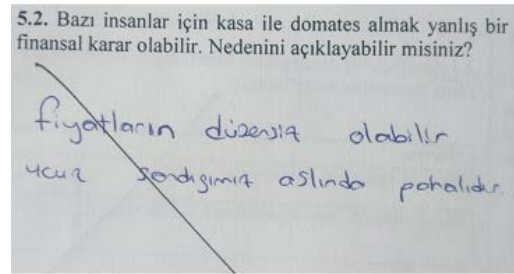 5.2. Bazı insanlar için kasa ile domates almak yanlış bir
finansal karar olabilir. Nedenini açıklayabilir misiniz?
fiyatların düzensiz olabilir
ucuz sandığımız aslında pahalıdır.